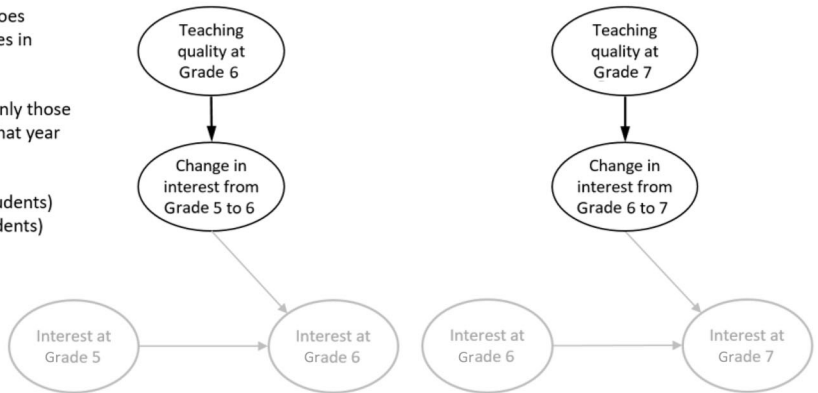 oes
es in
nly those
hat year
udents)
dents)
Teaching
quality at
Grade 6
Change in
interest from
Grade 5 to 6
Interest at
Grade 5
Interest at
Grade 6
Teaching
quality at
Grade 7
Change in
interest from
Grade 6 to 7
Interest at
Grade 6
Interest at
Grade 7